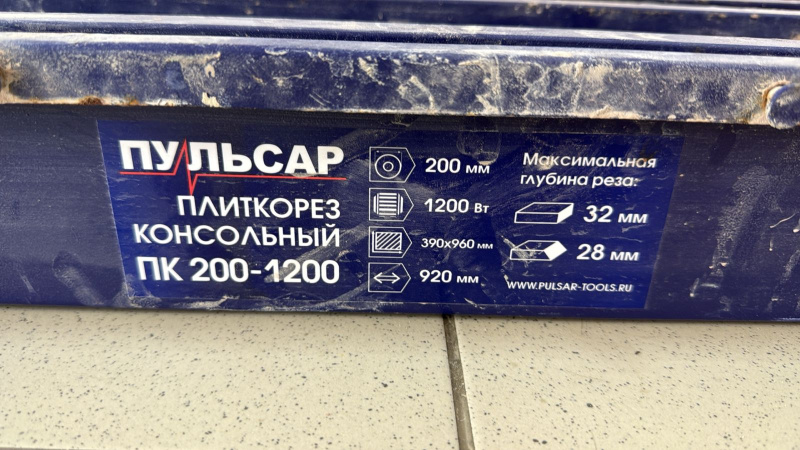 ПУЛЬСАР
ПЛИТКОРЕЗ
КОНСОЛЬНЫЙ
ПК 200-1200
200 мм
1200 Вт
390х960 мм
920 мм
Максимальная
глубина реза:
32 мм
28 мм
WWW.PULSAR-TOOLS.RU